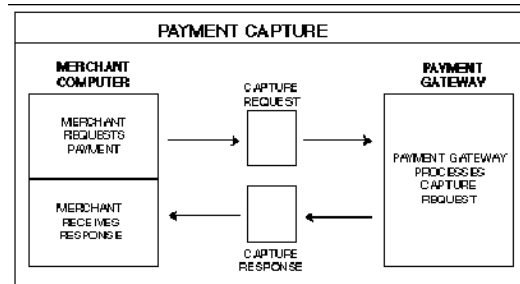 PAYMENT CAPTURE
MERCHANT
COMPUTER
CAPTURE
REQUEST
PAYMENT
GATEWAY
MERCHANT
REQUESTS
PAYMENT
PAYMENT GATEWAY
PROCESSES
CAPTURE
REQUEST
MERCHANT
RECEIVES
RESPONSE
CAPTURE
RESPONSE